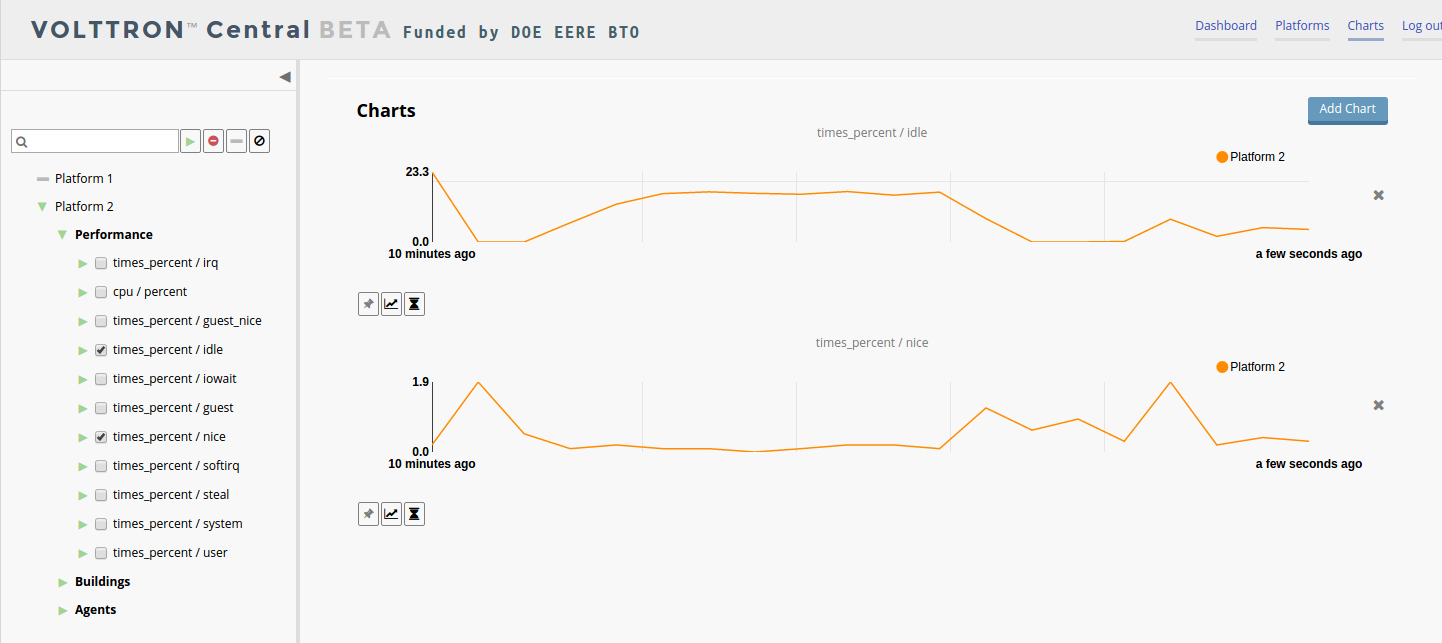 VOLTTRON™ Central BETA Funded by DOE EERE BTO
Dashboard Platforms Charts Log out
Charts
Add Chart
Platform 1
Platform 2
Performance
times_percent / irq
cpu / percent
times_percent / guest_nice
times_percent / idle
times_percent / iowait
times_percent / guest
times_percent / nice
times_percent / softirq
times_percent / steal
times_percent / system
times_percent / user
Buildings
Agents
times_percent / idle
Platform 2
23.3
0.0
10 minutes ago
a few seconds ago
times_percent / nice
Platform 2
1.9
0.0
10 minutes ago
a few seconds ago